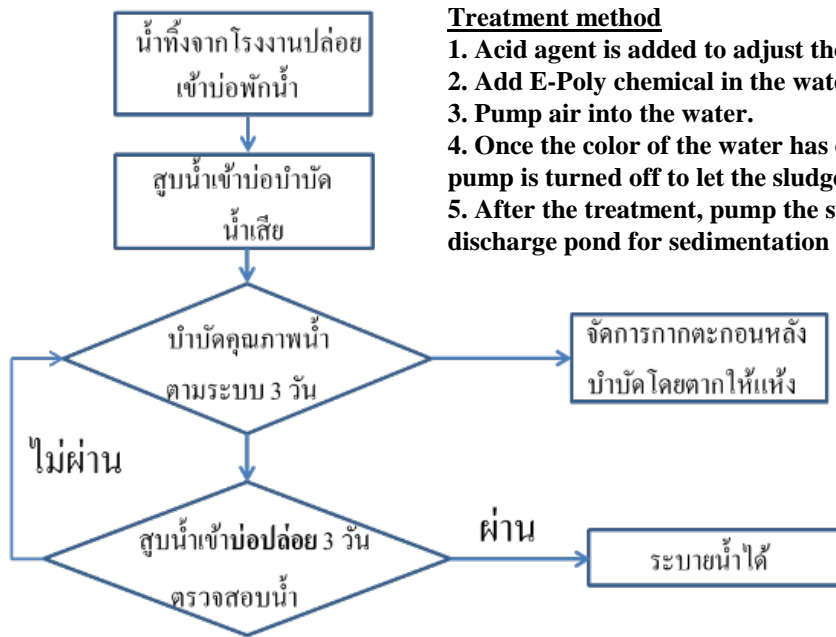 น้ำทิ้งจากโรงงานปล่อย
เข้าบ่อพักน้ำ
สูบน้ำเข้าบ่อบำบัด
น้ำเสีย
บำบัดคุณภาพน้ำ
ตามระบบ 3 วัน
จัดการกากตะกอนหลัง
บำบัดโดยตากให้แห้ง
ไม่ผ่าน
สูบน้ำเข้าบ่อปล่อย 3 วัน
ตรวจสอบน้ำ
ผ่าน
ระบายน้ำได้
Treatment method
1. Acid agent is added to adjust the
2. Add E-Poly chemical in the
3. Pump air into the water.
4. Once the color of the water has
pump is turned off to let the sludge
5. After the treatment, pump the
discharge pond for sedimentation